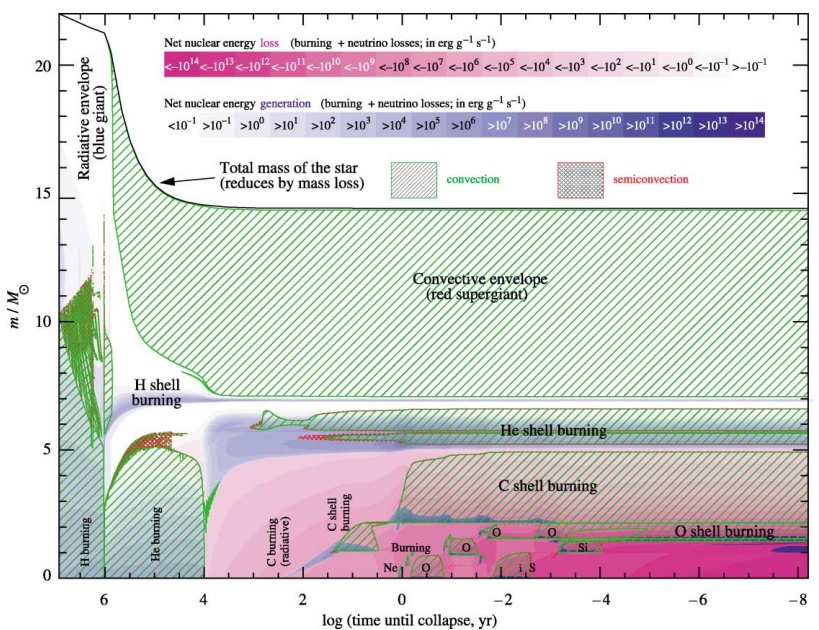 Net nuclear energy loss (burning + neutrino losses; in erg g⁻¹ s⁻¹)
<−10¹⁴ <−10¹³ <−10¹² <−10¹¹ <−10¹⁰ <−10⁹ <−10⁸ <−10⁷ <−10⁶ <−10⁵ <−10⁴ <−10³ <−10² <−10¹ <−10⁰ <−10⁻¹ >−10⁻¹
Net nuclear energy generation (burning + neutrino losses; in erg g⁻¹ s⁻¹)
<10⁻¹ >10⁻¹ >10⁰ >10¹ >10² >10³ >10⁴ >10⁵ >10⁶ >10⁷ >10⁸ >10⁹ >10¹⁰ >10¹¹ >10¹² >10¹³ >10¹⁴
Radiative envelope
(blue giant)
Total mass of the star
(reduces by mass loss)
convection
semiconvection
Convective envelope
(red supergiant)
H shell
burning
He shell burning
C shell burning
O shell burning
H burning
He burning
C burning
(radiative)
C shell
burning
Burning
Ne
O
O
O
O
Si
i S
m / M☉
20
15
10
5
0
6 4 2 0 −2 −4 −6 −8
log (time until collapse, yr)